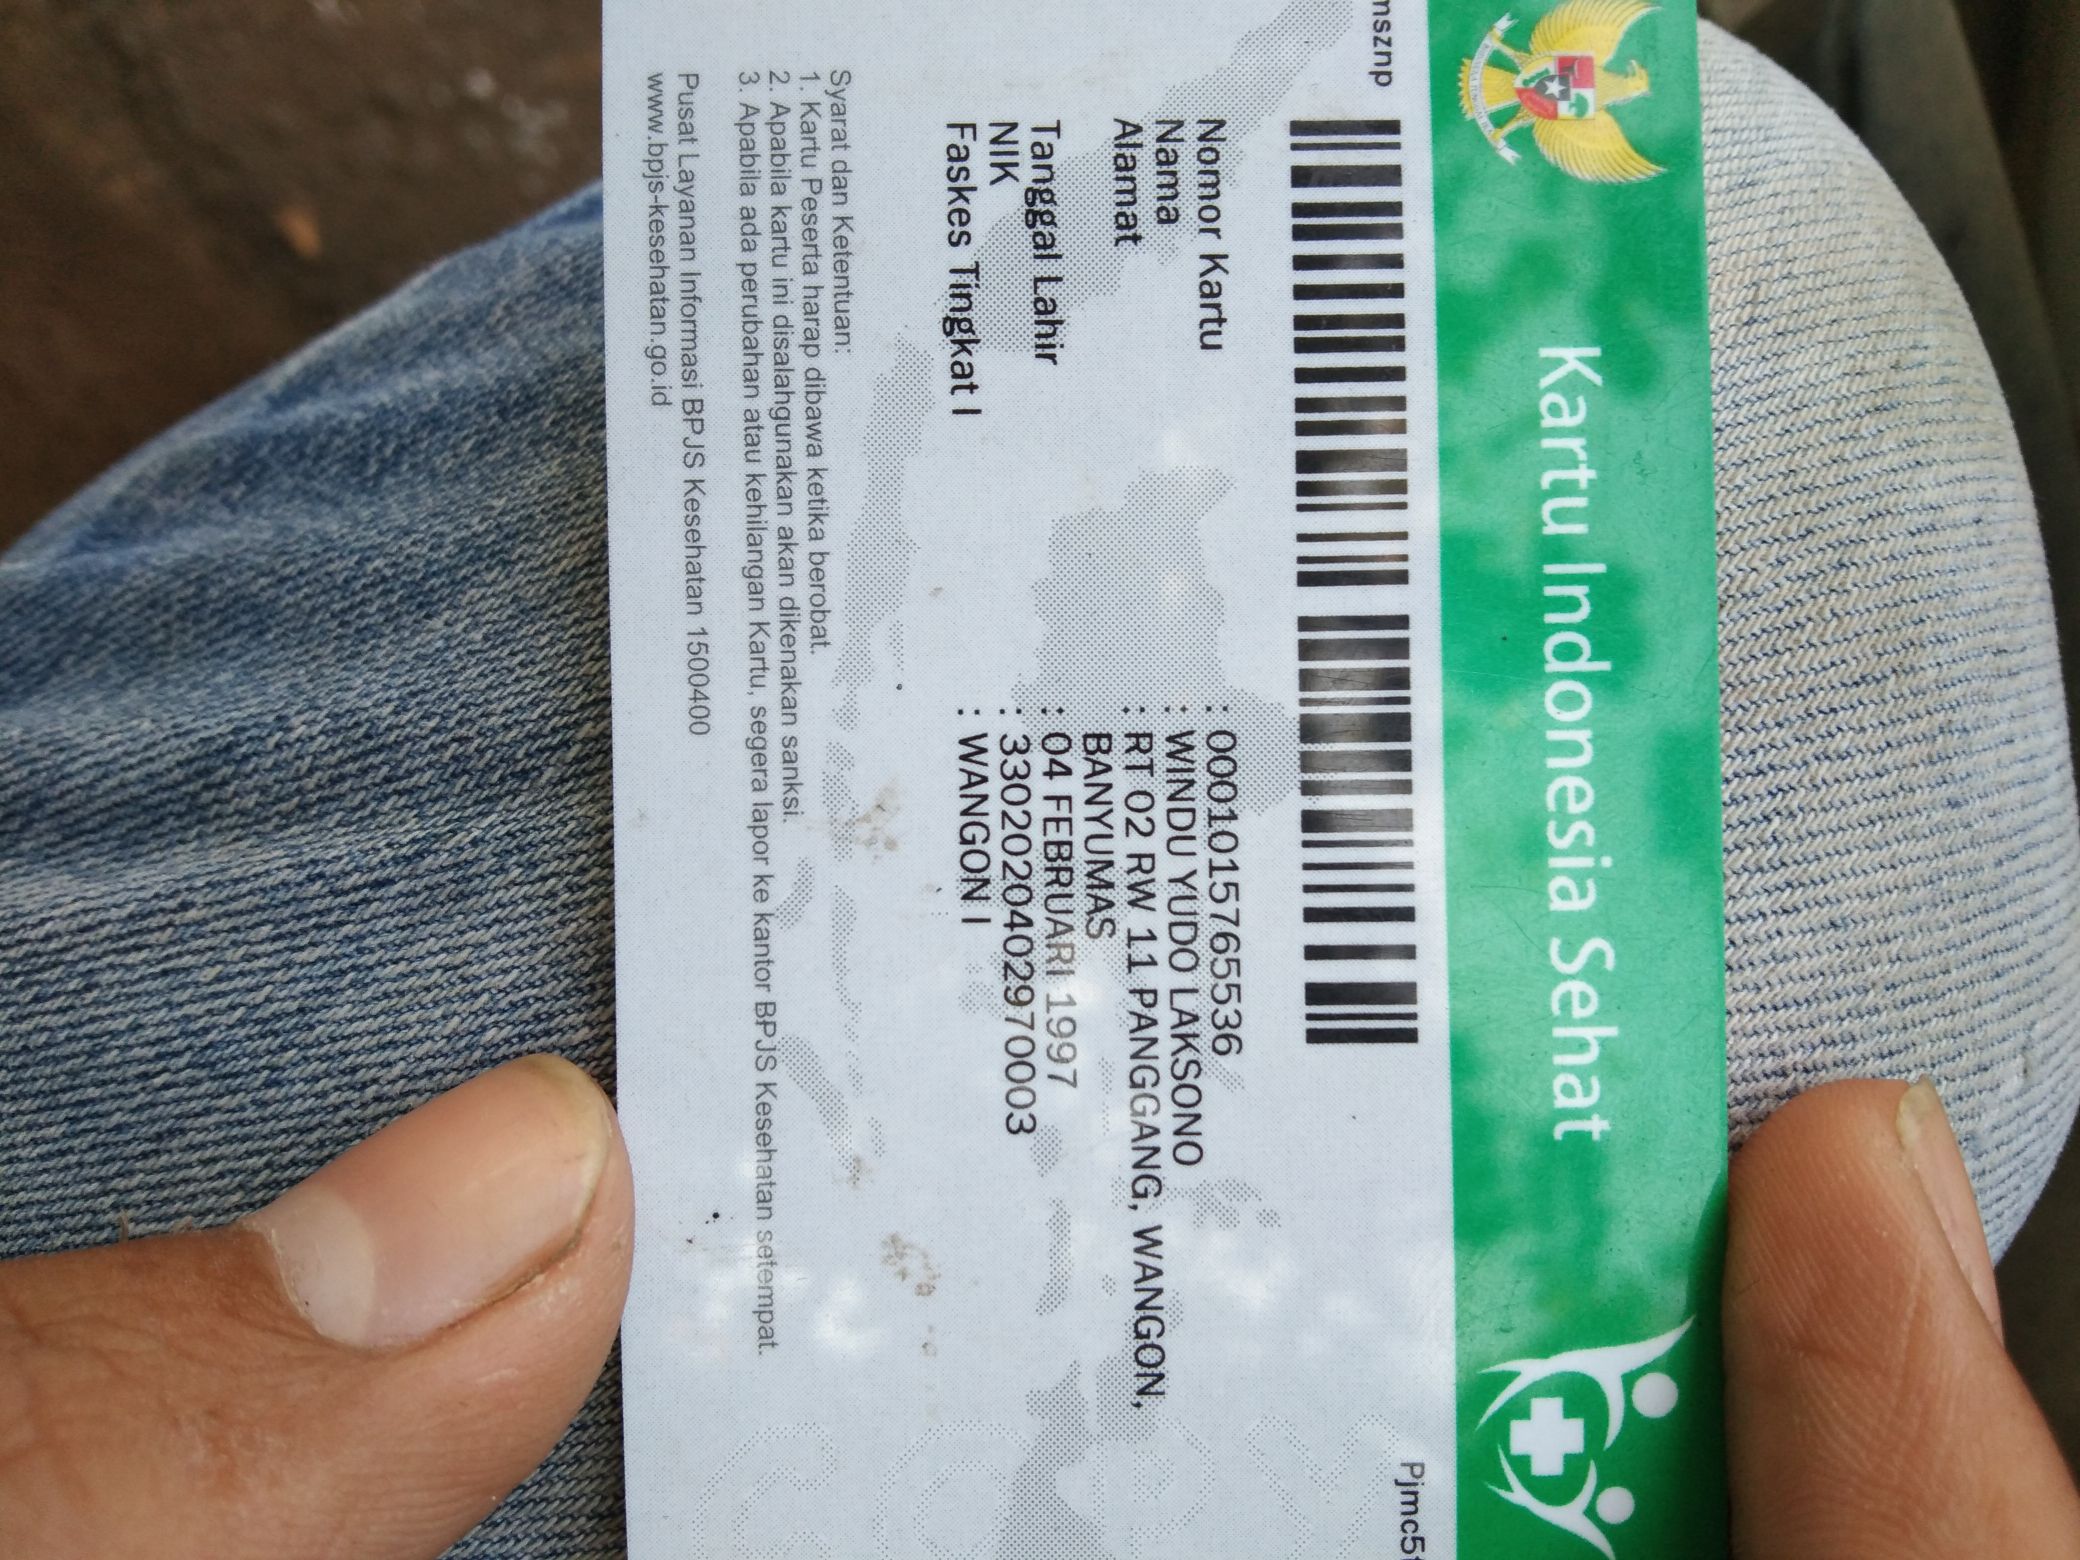 Kartu Indonesia Sehat
msznp
Nomor Kartu : 0001015765536
Nama : WINDU YUDO LAKSONO
Alamat : RT 02 RW 11 PANGGANG, WANGON,
BANYUMAS
Tanggal Lahir : 04 FEBRUARI 1997
NIK : 3302020402970003
Faskes Tingkat I : WANGON I
Syarat dan Ketentuan:
1. Kartu Peserta harap dibawa ketika berobat.
2. Apabila kartu ini disalahgunakan akan dikenakan sanksi.
3. Apabila ada perubahan atau kehilangan Kartu, segera lapor ke kantor BPJS Kesehatan setempat.
Pusat Layanan Informasi BPJS Kesehatan 1500400
www.bpjs-kesehatan.go.id